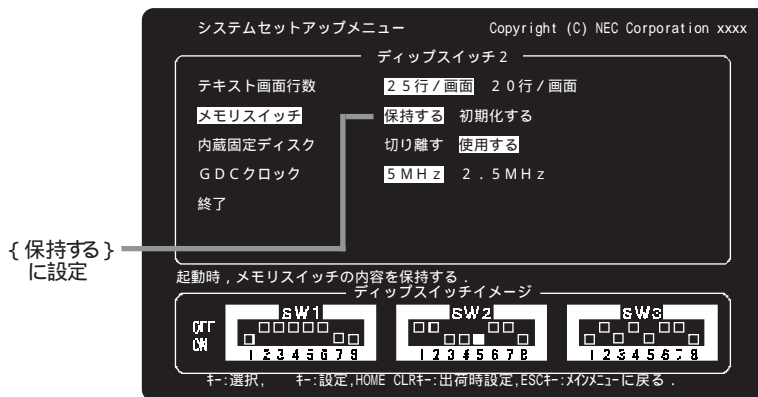 システムセットアップメニュー Copyright (C) NEC Corporation xxxx
ディップスイッチ2
テキスト画面行数 25行/画面 20行/画面
メモリスイッチ 保持する 初期化する
内蔵固定ディスク 切り離す 使用する
GDCクロック 5MHz 2.5MHz
終了
{保持する}
に設定
起動時,メモリスイッチの内容を保持する.
ディップスイッチイメージ
SW1 SW2 SW3
OFF
ON
1 2 3 4 5 6 7 8 1 2 3 4 5 6 7 8 1 2 3 4 5 6 7 8
キー:選択, キー:設定,HOME CLRキー:出荷時設定,ESCキー:メインメニューに戻る.